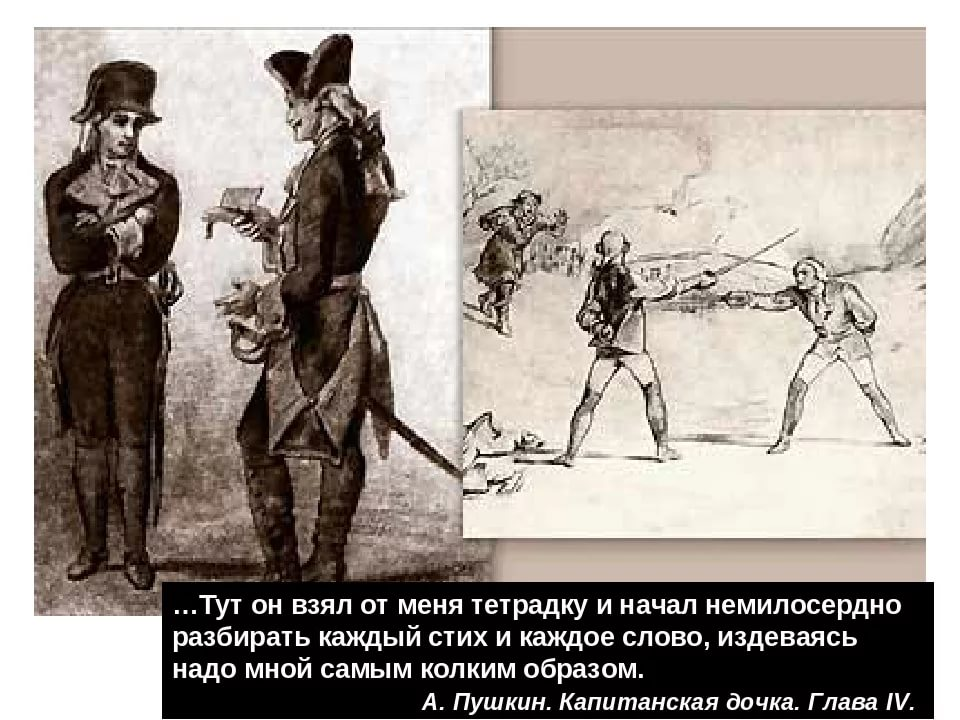 …Тут он взял от меня тетрадку и начал немилосердно
разбирать каждый стих и каждое слово, издеваясь
надо мной самым колким образом.
А. Пушкин. Капитанская дочка. Глава IV.